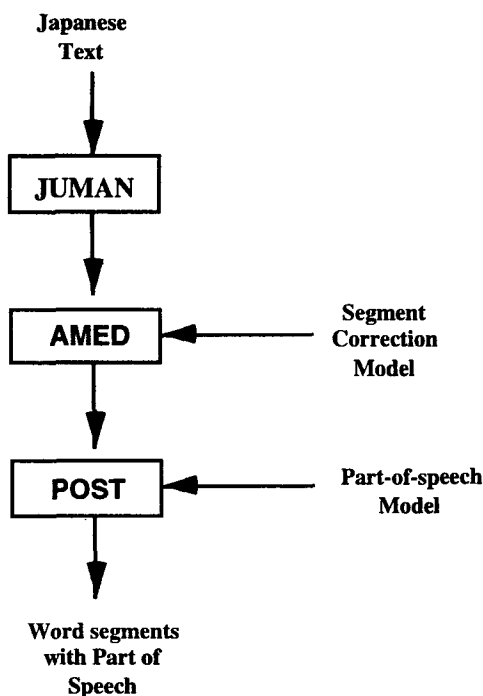 Japanese
Text
JUMAN
AMED
Segment
Correction
Model
POST
Part-of-speech
Model
Word segments
with Part of
Speech